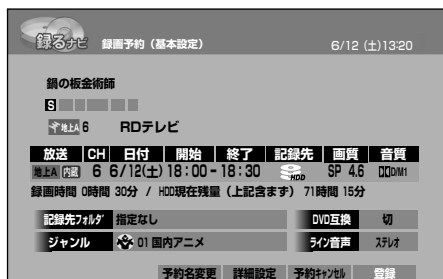 録るナビ 録画予約（基本設定） 6/12 (土)13:20
鍋の板金術師
S
地上A 6 RDテレビ
放送 CH 日付 開始 終了 記録先 画質 音質
地上A 内蔵 6 6/12(土) 18：00 - 18：30 HDD SP 4.6 DD D/M1
録画時間 0時間 30分 / HDD現在残量（上記含まず） 71時間 15分
記録先フォルダ 指定なし DVD互換 切
ジャンル 01 国内アニメ ライン音声 ステレオ
予約名変更 詳細設定 予約キャンセル 登録